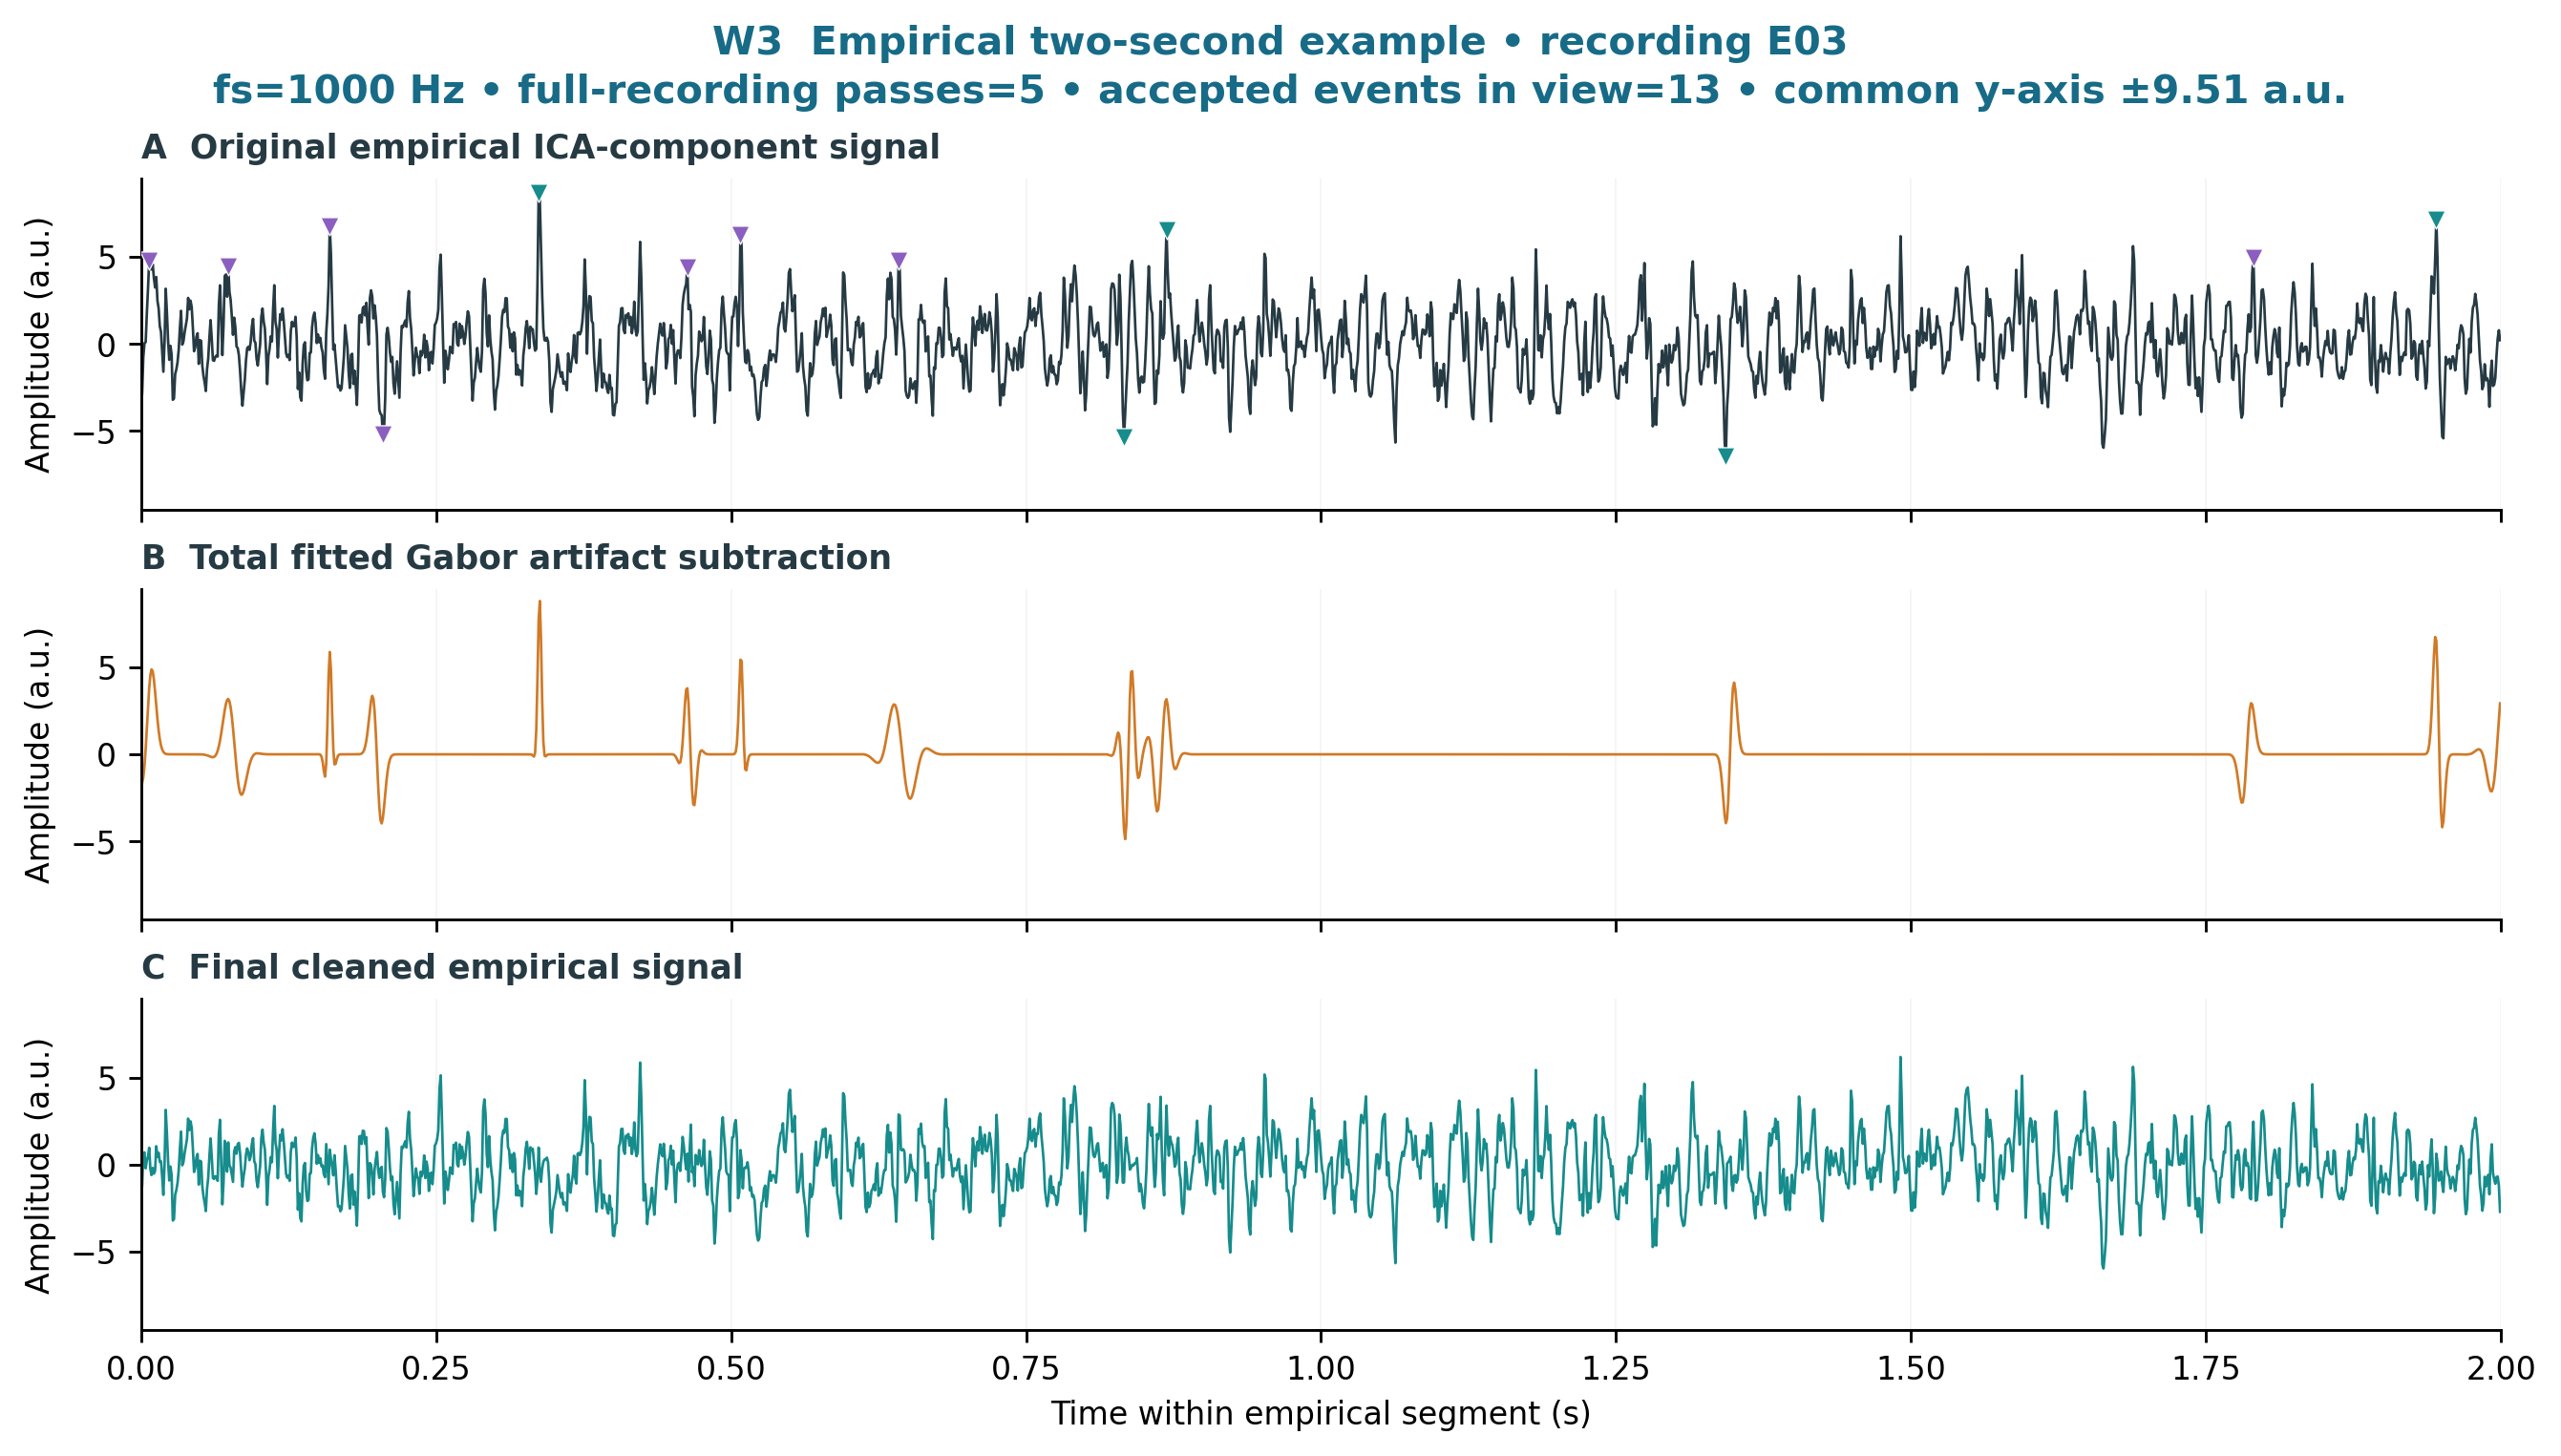 W3  Empirical two-second example • recording E03
fs=1000 Hz • full-recording passes=5 • accepted events in view=13 • common y-axis ±9.51 a.u.
A  Original empirical ICA-component signal
Amplitude (a.u.)
5
0
−5
B  Total fitted Gabor artifact subtraction
Amplitude (a.u.)
5
0
−5
C  Final cleaned empirical signal
Amplitude (a.u.)
5
0
−5
0.00 0.25 0.50 0.75 1.00 1.25 1.50 1.75 2.00
Time within empirical segment (s)